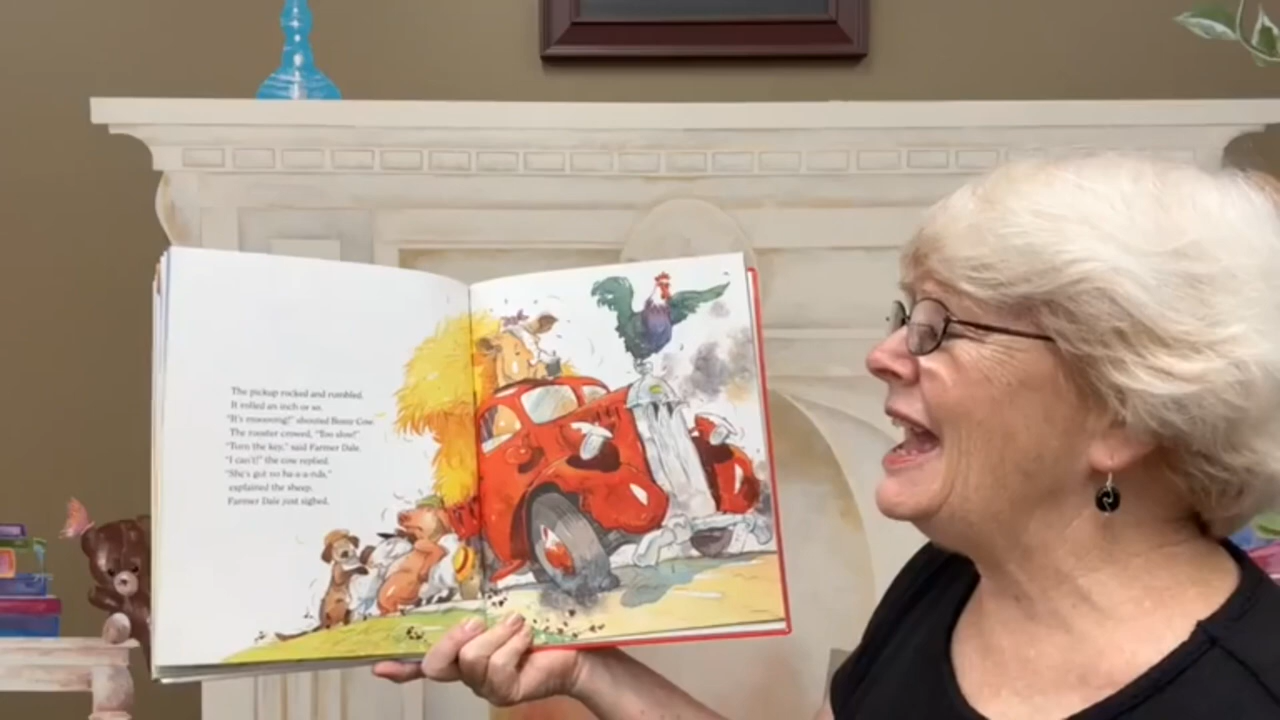 The pickup rocked and rumbled.
It rolled an inch or so.
"It's moooving!" shouted Bossy Cow.
The rooster crowed, "Too slow!"
"Turn the key," said Farmer Dale.
"I can't!" the cow replied.
"She's got no ha-a-a-nds,"
explained the sheep.
Farmer Dale just sighed.